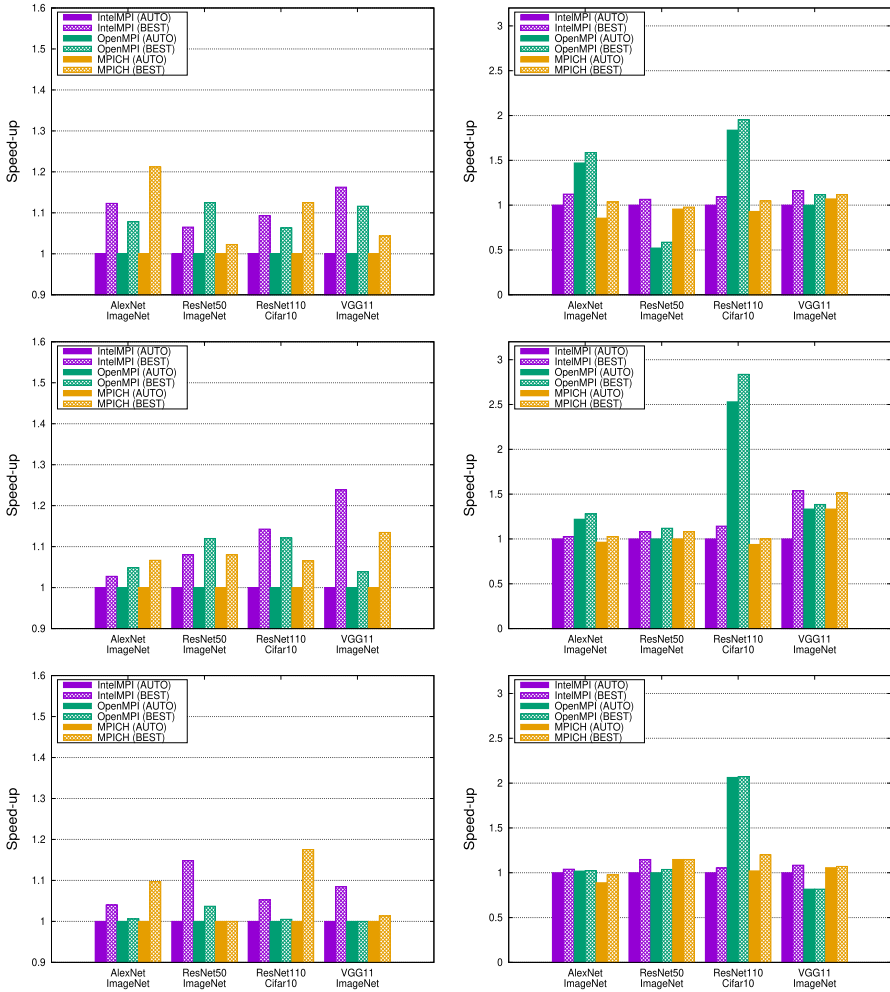 1.6
1.5
1.4
1.3
1.2
1.1
1
0.9
Speed-up
IntelMPI (AUTO)
IntelMPI (BEST)
OpenMPI (AUTO)
OpenMPI (BEST)
MPICH (AUTO)
MPICH (BEST)
AlexNet ResNet50 ResNet110 VGG11
ImageNet ImageNet Cifar10 ImageNet
3
2.5
2
1.5
1
0.5
0
Speed-up
IntelMPI (AUTO)
IntelMPI (BEST)
OpenMPI (AUTO)
OpenMPI (BEST)
MPICH (AUTO)
MPICH (BEST)
AlexNet ResNet50 ResNet110 VGG11
ImageNet ImageNet Cifar10 ImageNet
1.6
1.5
1.4
1.3
1.2
1.1
1
0.9
Speed-up
IntelMPI (AUTO)
IntelMPI (BEST)
OpenMPI (AUTO)
OpenMPI (BEST)
MPICH (AUTO)
MPICH (BEST)
AlexNet ResNet50 ResNet110 VGG11
ImageNet ImageNet Cifar10 ImageNet
3
2.5
2
1.5
1
0.5
0
Speed-up
IntelMPI (AUTO)
IntelMPI (BEST)
OpenMPI (AUTO)
OpenMPI (BEST)
MPICH (AUTO)
MPICH (BEST)
AlexNet ResNet50 ResNet110 VGG11
ImageNet ImageNet Cifar10 ImageNet
1.6
1.5
1.4
1.3
1.2
1.1
1
0.9
Speed-up
IntelMPI (AUTO)
IntelMPI (BEST)
OpenMPI (AUTO)
OpenMPI (BEST)
MPICH (AUTO)
MPICH (BEST)
AlexNet ResNet50 ResNet110 VGG11
ImageNet ImageNet Cifar10 ImageNet
3
2.5
2
1.5
1
0.5
0
Speed-up
IntelMPI (AUTO)
IntelMPI (BEST)
OpenMPI (AUTO)
OpenMPI (BEST)
MPICH (AUTO)
MPICH (BEST)
AlexNet ResNet50 ResNet110 VGG11
ImageNet ImageNet Cifar10 ImageNet